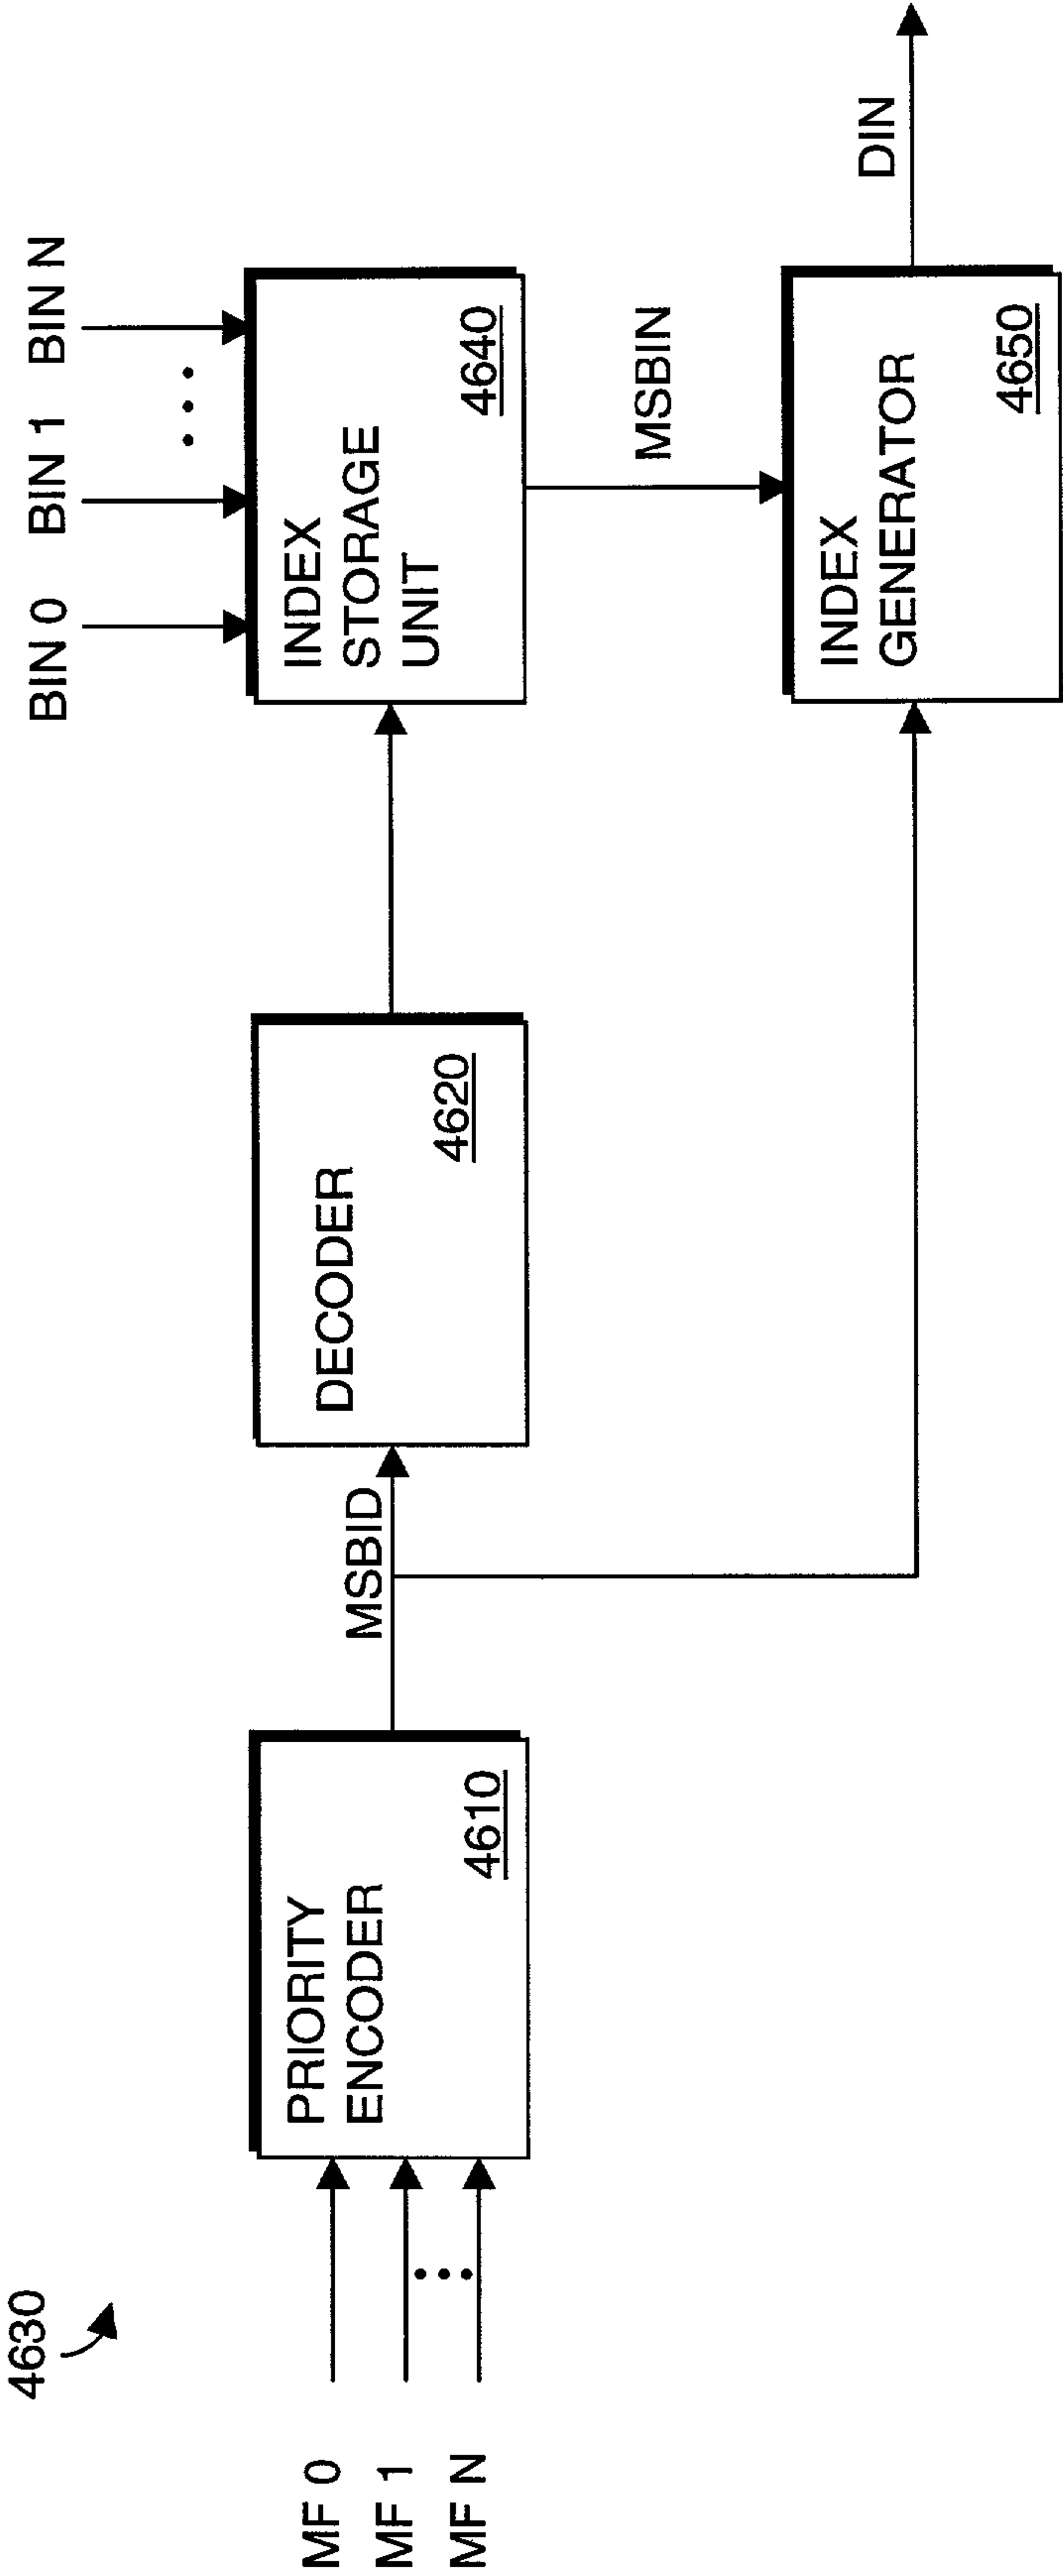 4630
BIN 0 BIN 1 BIN N
MF 0
MF 1
MF N
PRIORITY
ENCODER
4610
MSBID
DECODER
4620
INDEX
STORAGE
UNIT
4640
MSBIN
INDEX
GENERATOR
4650
DIN